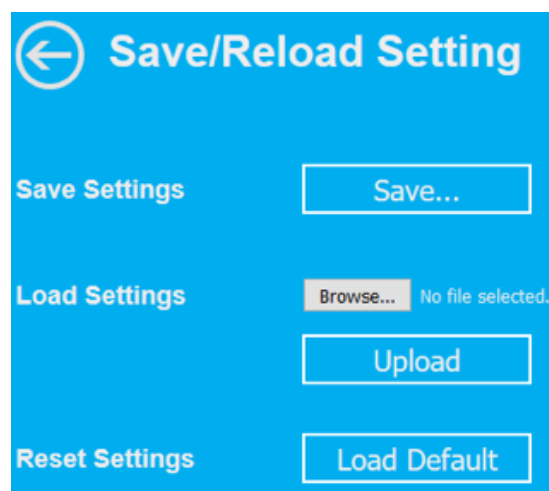 Save/Reload Setting
Save Settings Save...
Load Settings Browse... No file selected.
Upload
Reset Settings Load Default